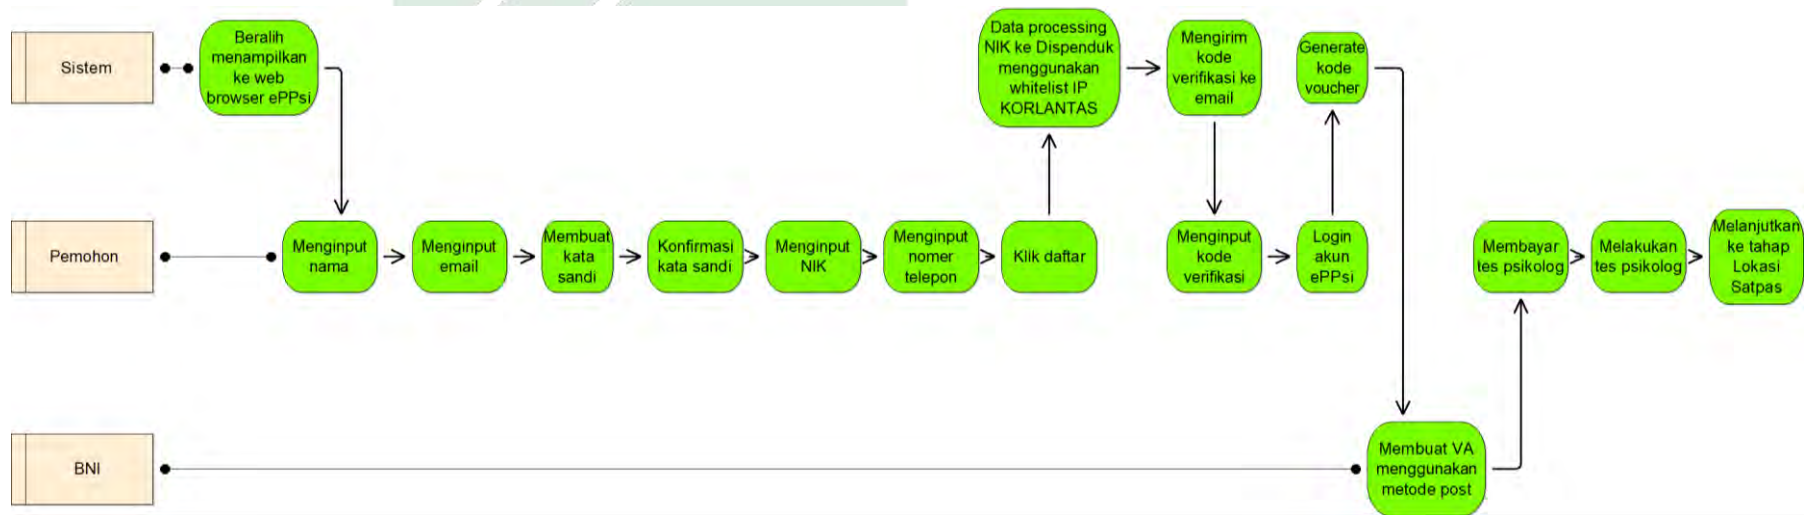 Sistem
Beralih
menampilkan
ke web
browser ePPsi
Data processing
NIK ke Dispenduk
menggunakan
whitelist IP
KORLANTAS
Mengirim
kode
verifikasi ke
email
Generate
kode
voucher
Pemohon
Menginput
nama
Menginput
email
Membuat
kata
sandi
Konfirmasi
kata sandi
Menginput
NIK
Menginput
nomer
telepon
Klik daftar
Menginput
kode
verifikasi
Login
akun
ePPsi
Membayar
tes psikolog
Melakukan
tes psikolog
Melanjutkan
ke tahap
Lokasi
Satpas
BNI
Membuat VA
menggunakan
metode post